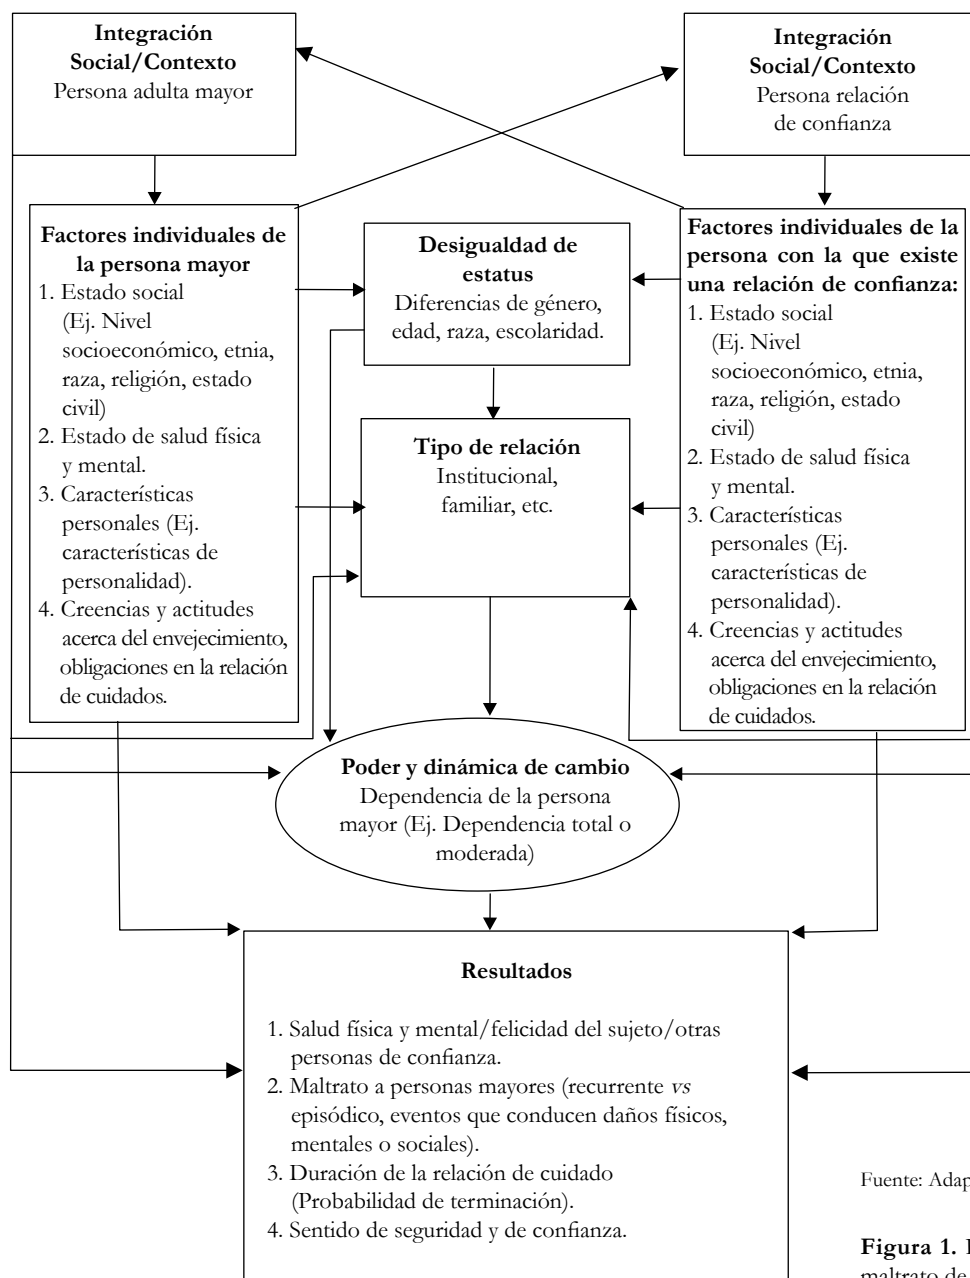 Integración
Social/Contexto
Persona adulta mayor
Integración
Social/Contexto
Persona relación
de confianza
Factores individuales de
la persona mayor
1. Estado social
(Ej. Nivel
socioeconómico, etnia,
raza, religión, estado
civil)
2. Estado de salud física
y mental.
3. Características
personales (Ej.
características de
personalidad).
4. Creencias y actitudes
acerca del envejecimiento,
obligaciones en la relación
de cuidados.
Desigualdad de
estatus
Diferencias de género,
edad, raza, escolaridad.
Tipo de relación
Institucional,
familiar, etc.
Factores individuales de la
persona con la que existe
una relación de confianza:
1. Estado social
(Ej. Nivel
socioeconómico, etnia,
raza, religión, estado
civil)
2. Estado de salud física
y mental.
3. Características
personales (Ej.
características de
personalidad).
4. Creencias y actitudes
acerca del envejecimiento,
obligaciones en la relación
de cuidados.
Poder y dinámica de cambio
Dependencia de la persona
mayor (Ej. Dependencia total o
moderada)
Resultados
1. Salud física y mental/felicidad del sujeto/otras
personas de confianza.
2. Maltrato a personas mayores (recurrente vs
episódico, eventos que conducen daños físicos,
mentales o sociales).
3. Duración de la relación de cuidado
(Probabilidad de terminación).
4. Sentido de seguridad y de confianza.
Fuente:
Figura 1.
maltrato de